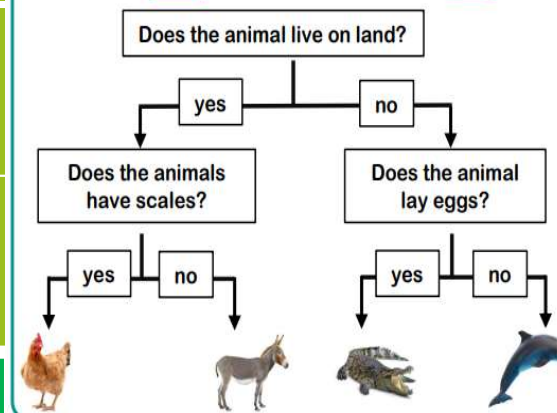 Does the animal live on land?
yes
no
Does the animals
have scales?
Does the animal
lay eggs?
yes
no
yes
no